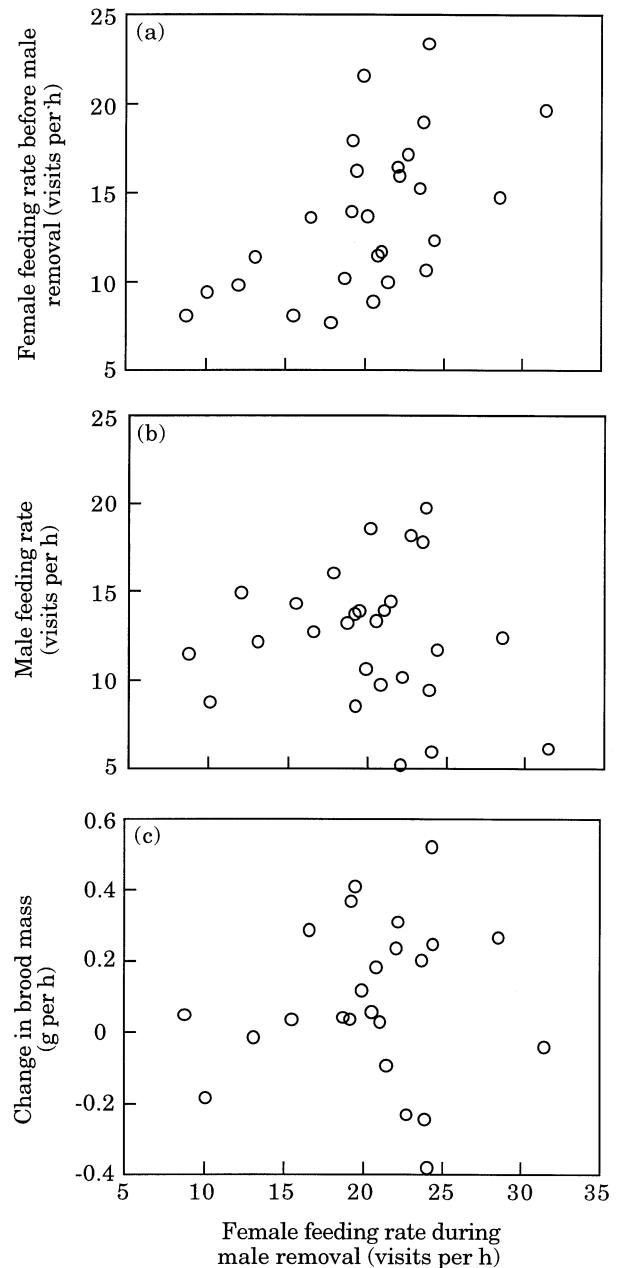 (a)
25
20
15
10
5
Female feeding rate before male
removal (visits per h)
(b)
25
20
15
10
5
Male feeding rate
(visits per h)
(c)
0.6
0.4
0.2
0
-0.2
-0.4
Change in brood mass
(g per h)
5 10 15 20 25 30 35
Female feeding rate during
male removal (visits per h)